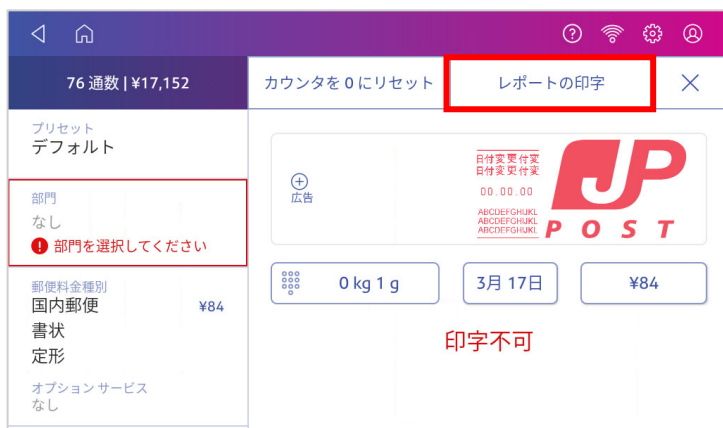 76 通数 | ¥17,152
カウンタを 0 にリセット
レポートの印字
プリセット
デフォルト
部門
なし
部門を選択してください
郵便料金種別
国内郵便 ¥84
書状
定形
オプション サービス
なし
広告
日付変更付変
日付変更付変
00.00.00
ABCDEFGHIJKL
ABCDEFGHIJKL
ABCDEFGHIJKL
JP
POST
0 kg 1 g
3月 17日
¥84
印字不可